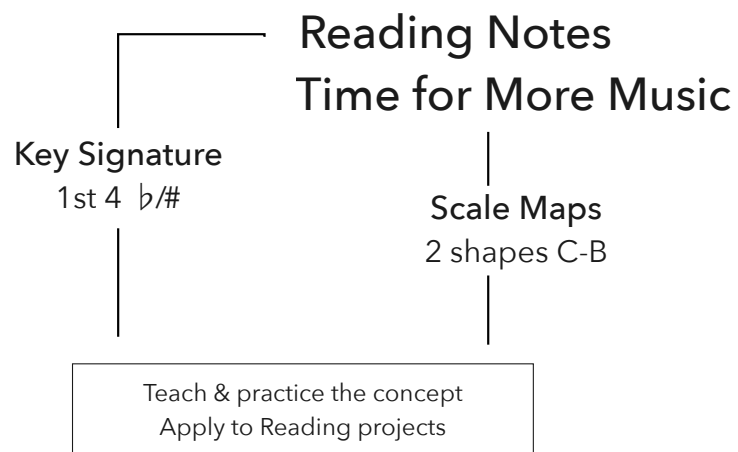 Reading Notes
Time for More Music
Key Signature
1st 4 ♭/#
Scale Maps
2 shapes C-B
Teach & practice the concept
Apply to Reading projects